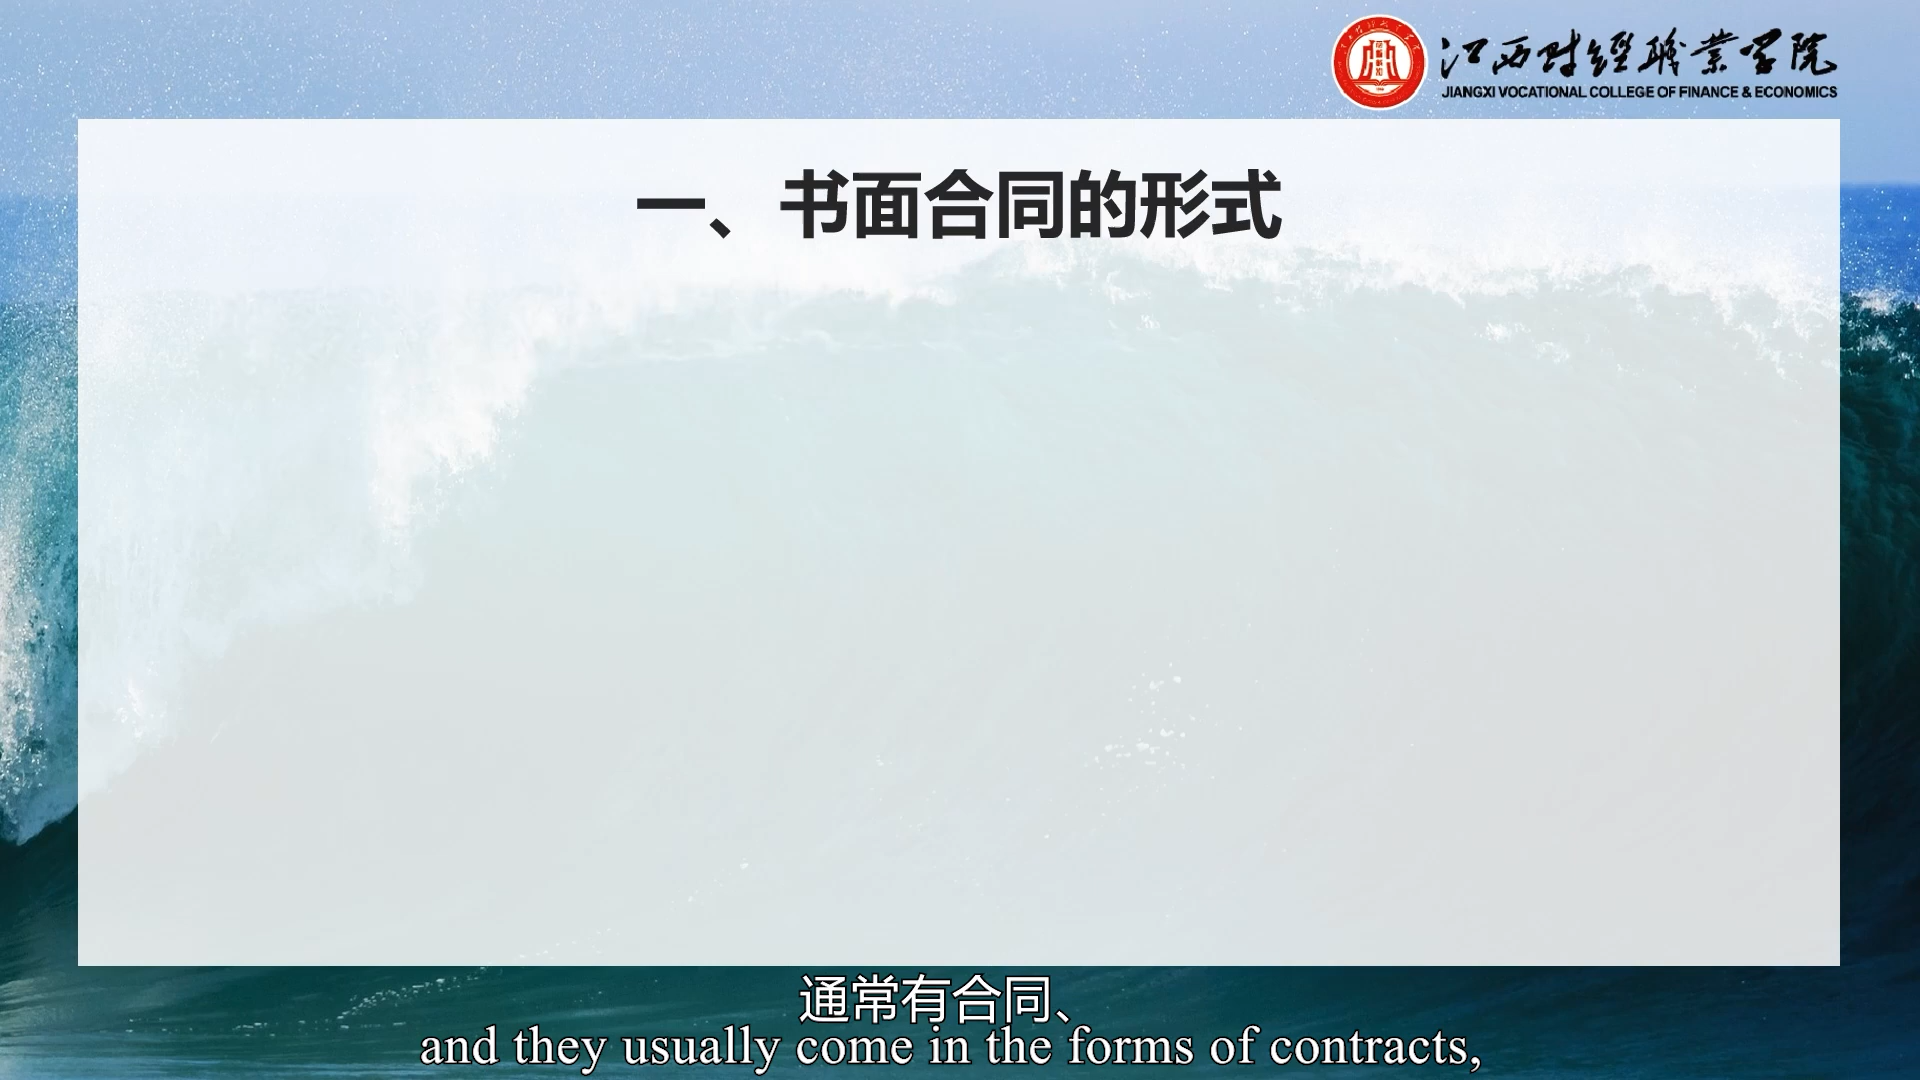 江西财经职业学院
JIANGXI VOCATIONAL COLLEGE OF FINANCE & ECONOMICS
一、书面合同的形式
通常有合同、
and they usually come in the forms of contracts,